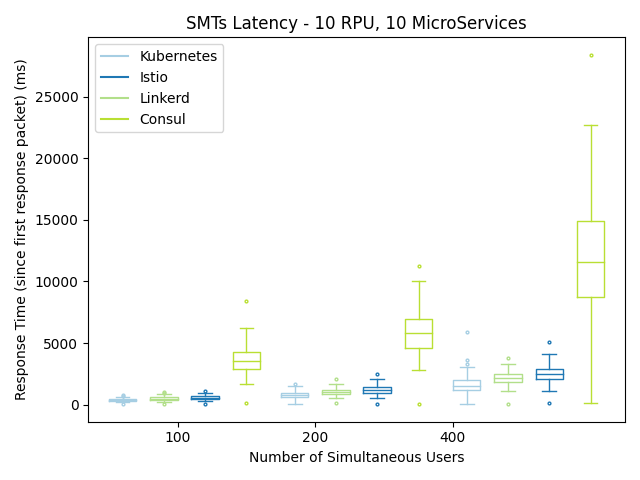 SMTs Latency - 10 RPU, 10 MicroServices
Response Time (since first response packet) (ms)
25000
20000
15000
10000
5000
0
Kubernetes
Istio
Linkerd
Consul
100
200
400
Number of Simultaneous Users